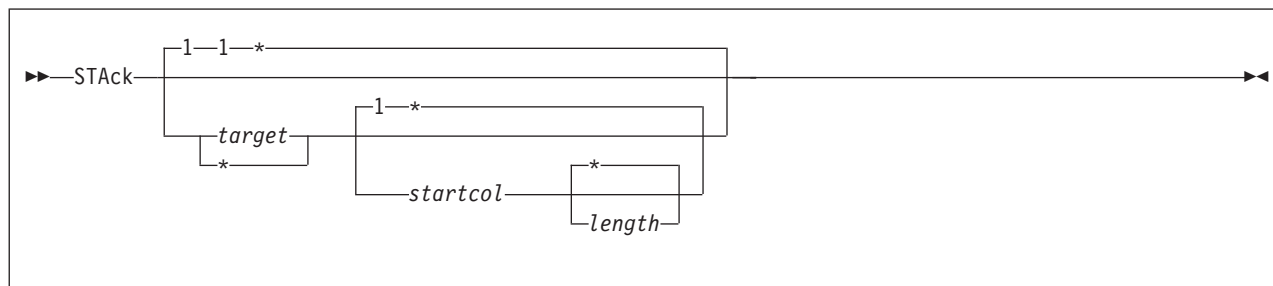 1 1 *
STAck
1 *
target
*
*
startcol
length